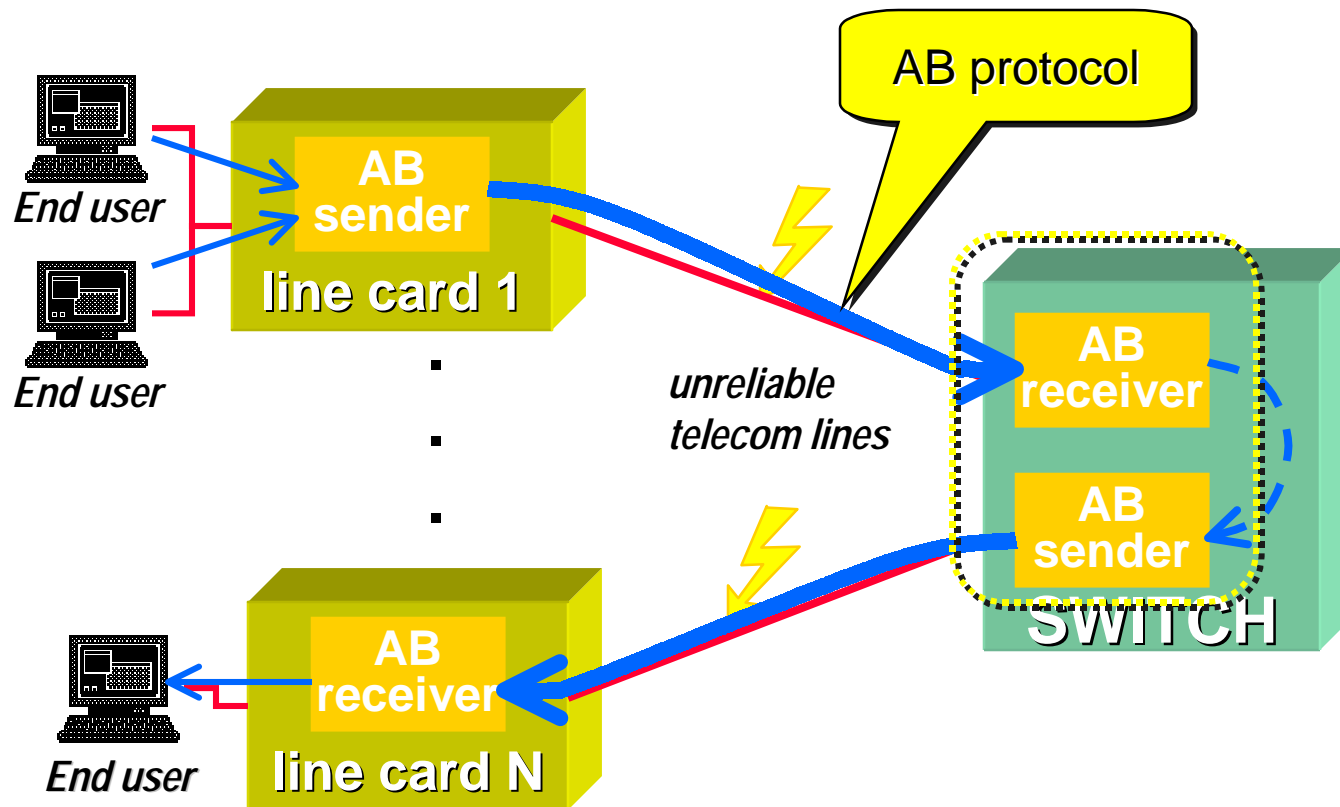 AB protocol
End user
End user
AB
sender
line card 1
unreliable
telecom lines
AB
receiver
AB
sender
SWITCH
AB
receiver
line card N
End user